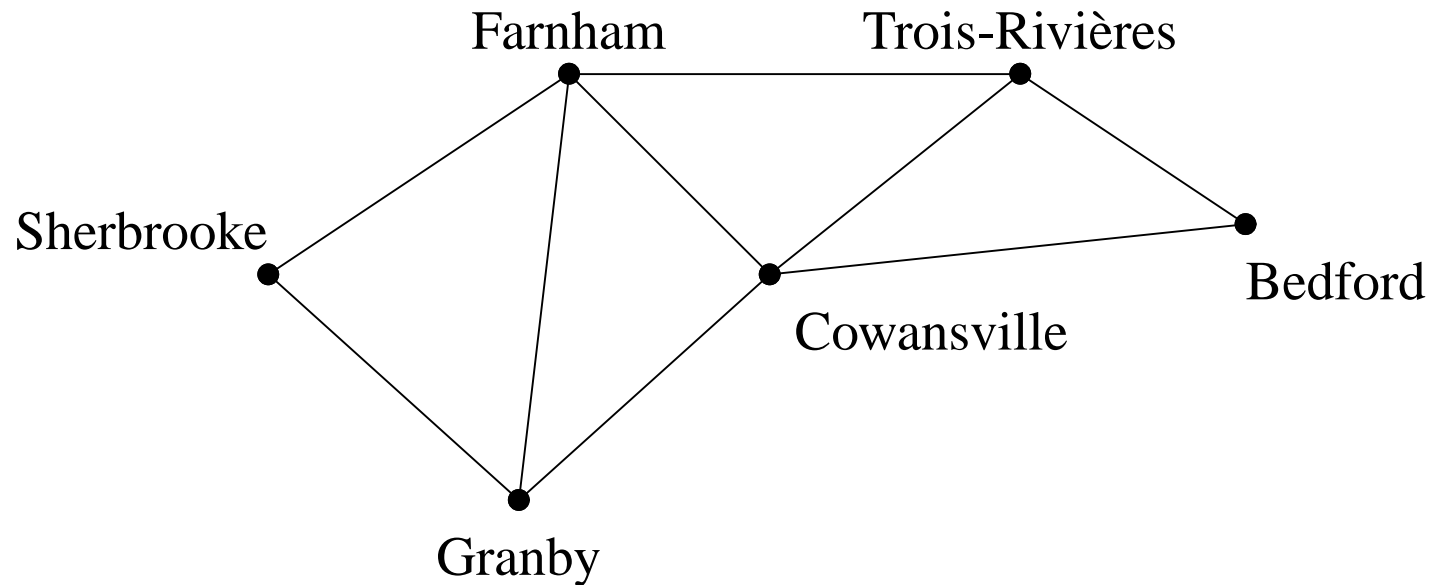 Farnham
Trois-Rivières
Sherbrooke
Bedford
Cowansville
Granby